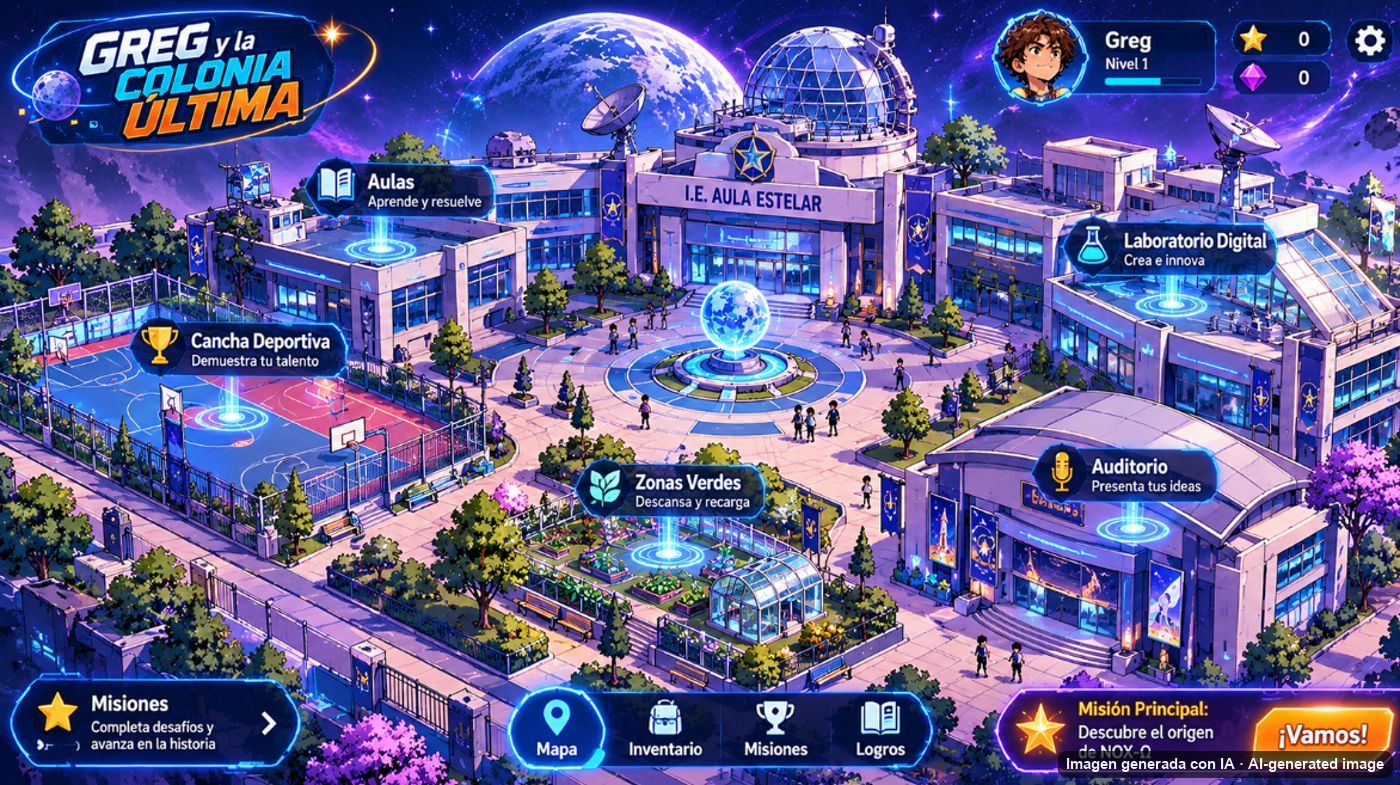 GREG y la
COLONIA
ÚLTIMA
Greg
Nivel 1
0
0
Aulas
Aprende y resuelve
I.E. AULA ESTELAR
Laboratorio Digital
Crea e innova
Cancha Deportiva
Demuestra tu talento
Zonas Verdes
Descansa y recarga
Auditorio
Presenta tus ideas
Misiones
Completa desafíos y
avanza en la historia
Mapa
Inventario
Misiones
Logros
Misión Principal:
Descubre el origen
de NOX-Ω
¡Vamos!
Imagen generada con IA · AI-generated image